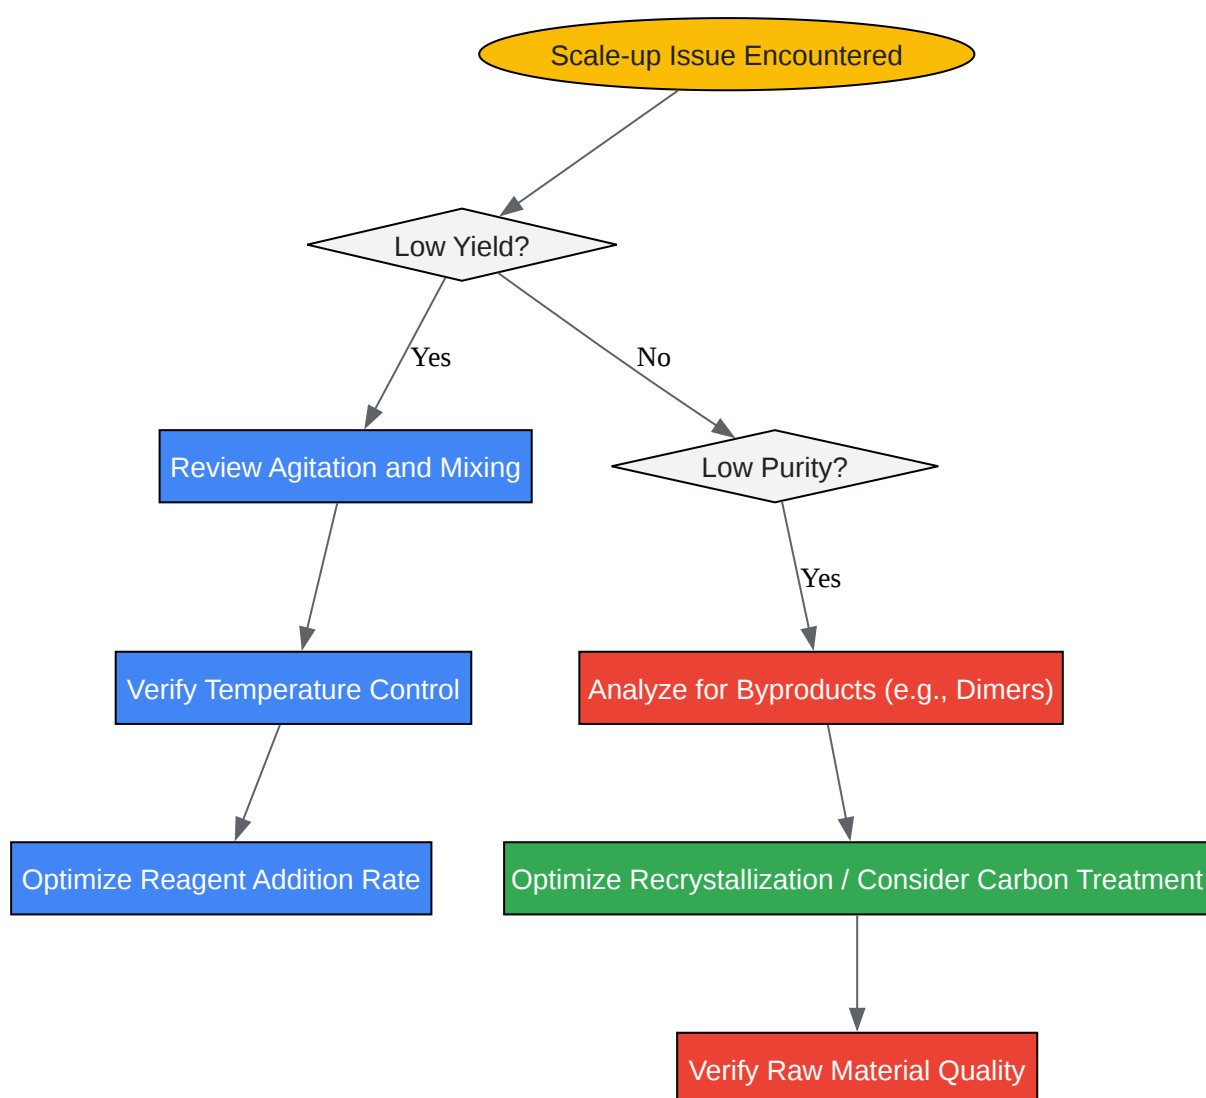 Scale-up Issue Encountered
Low Yield?
Yes
No
Review Agitation and Mixing
Low Purity?
Yes
Verify Temperature Control
Analyze for Byproducts (e.g., Dimers)
Optimize Reagent Addition Rate
Optimize Recrystallization / Consider Carbon Treatment
Verify Raw Material Quality